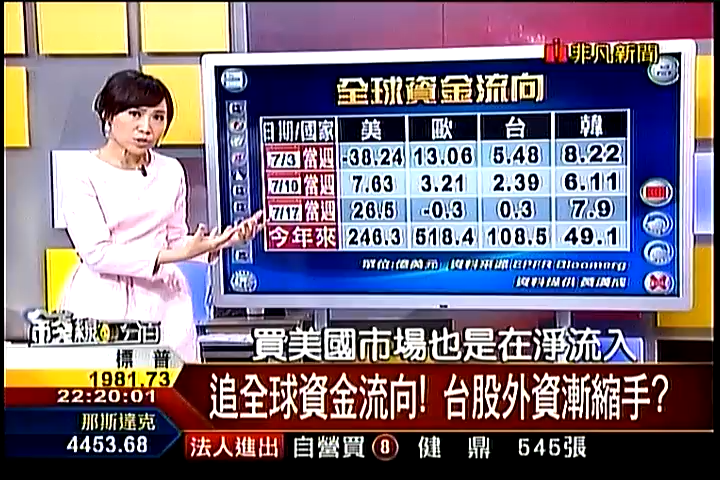 非凡新聞
全球資金流向
日期/國家 美 歐 台 韓
7/3當週 -38.24 13.06 5.48 8.22
7/10當週 7.63 3.21 2.39 6.11
7/17當週 26.5 -0.3 0.3 7.9
今年來 246.3 518.4 108.5 49.1
單位:億美元 資料來源:EPFR Bloomberg
資料提供:
買美國市場也是在淨流入
標普
1981.73
22:20:01
那斯達克
4453.68
追全球資金流向! 台股外資漸縮手?
法人進出 自營買 8 健鼎 545張